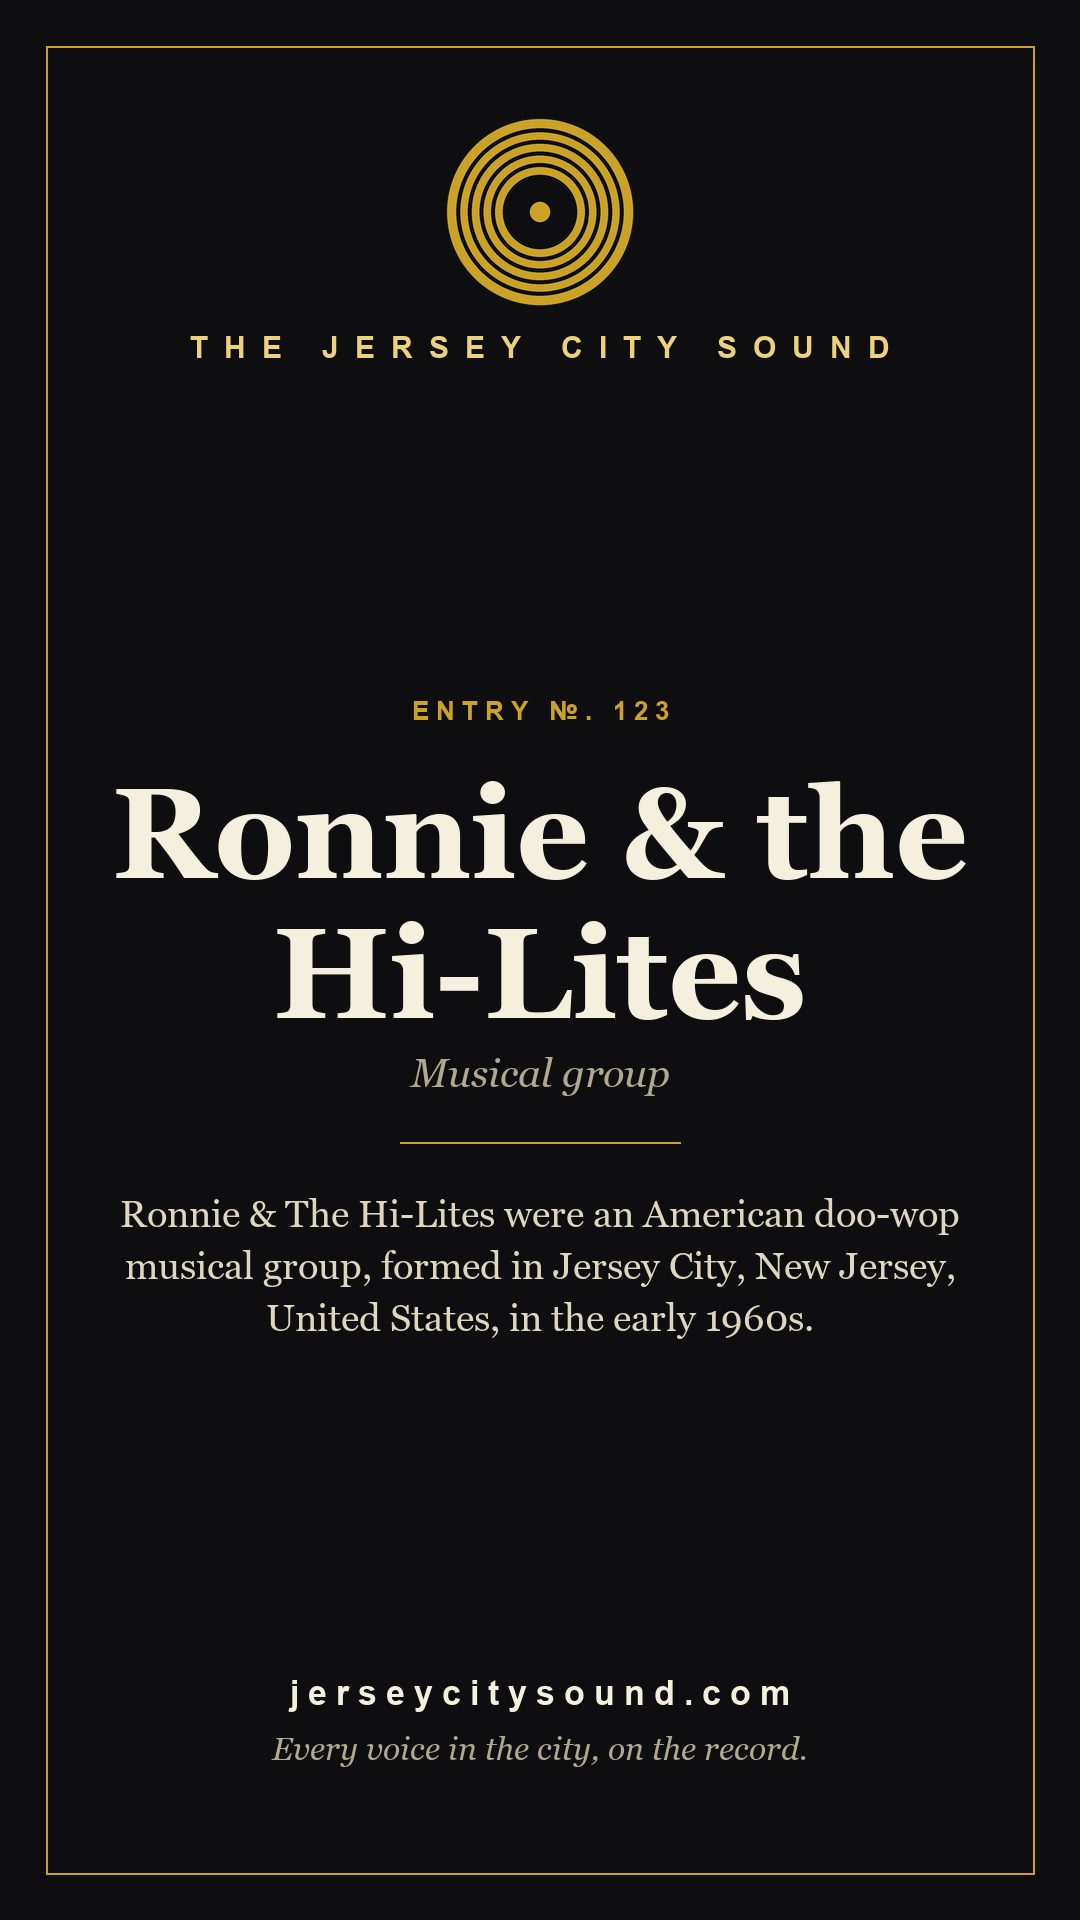 THE JERSEY CITY SOUND
ENTRY №. 123
Ronnie & the
Hi-Lites
Musical group
Ronnie & The Hi-Lites were an American doo-wop
musical group, formed in Jersey City, New Jersey,
United States, in the early 1960s.
jerseycitysound.com
Every voice in the city, on the record.